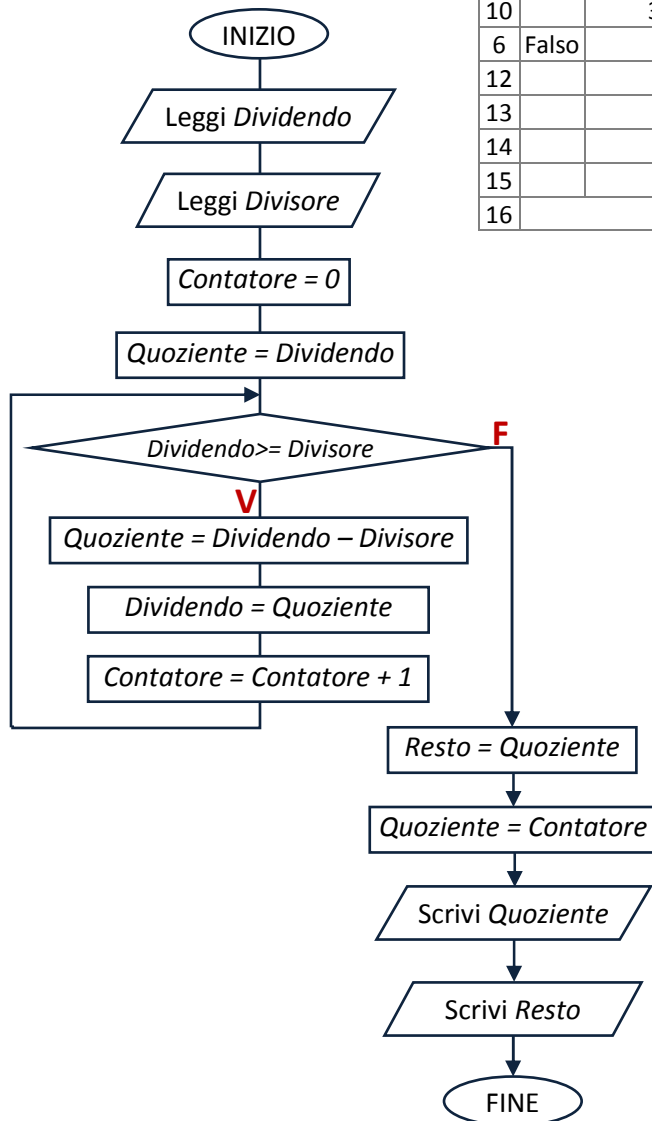 10 3
6 Falso
12
13
14
15
16
INIZIO
Leggi Dividendo
Leggi Divisore
Contatore = 0
Quoziente = Dividendo
Dividendo>= Divisore
F
V
Quoziente = Dividendo – Divisore
Dividendo = Quoziente
Contatore = Contatore + 1
Resto = Quoziente
Quoziente = Contatore
Scrivi Quoziente
Scrivi Resto
FINE